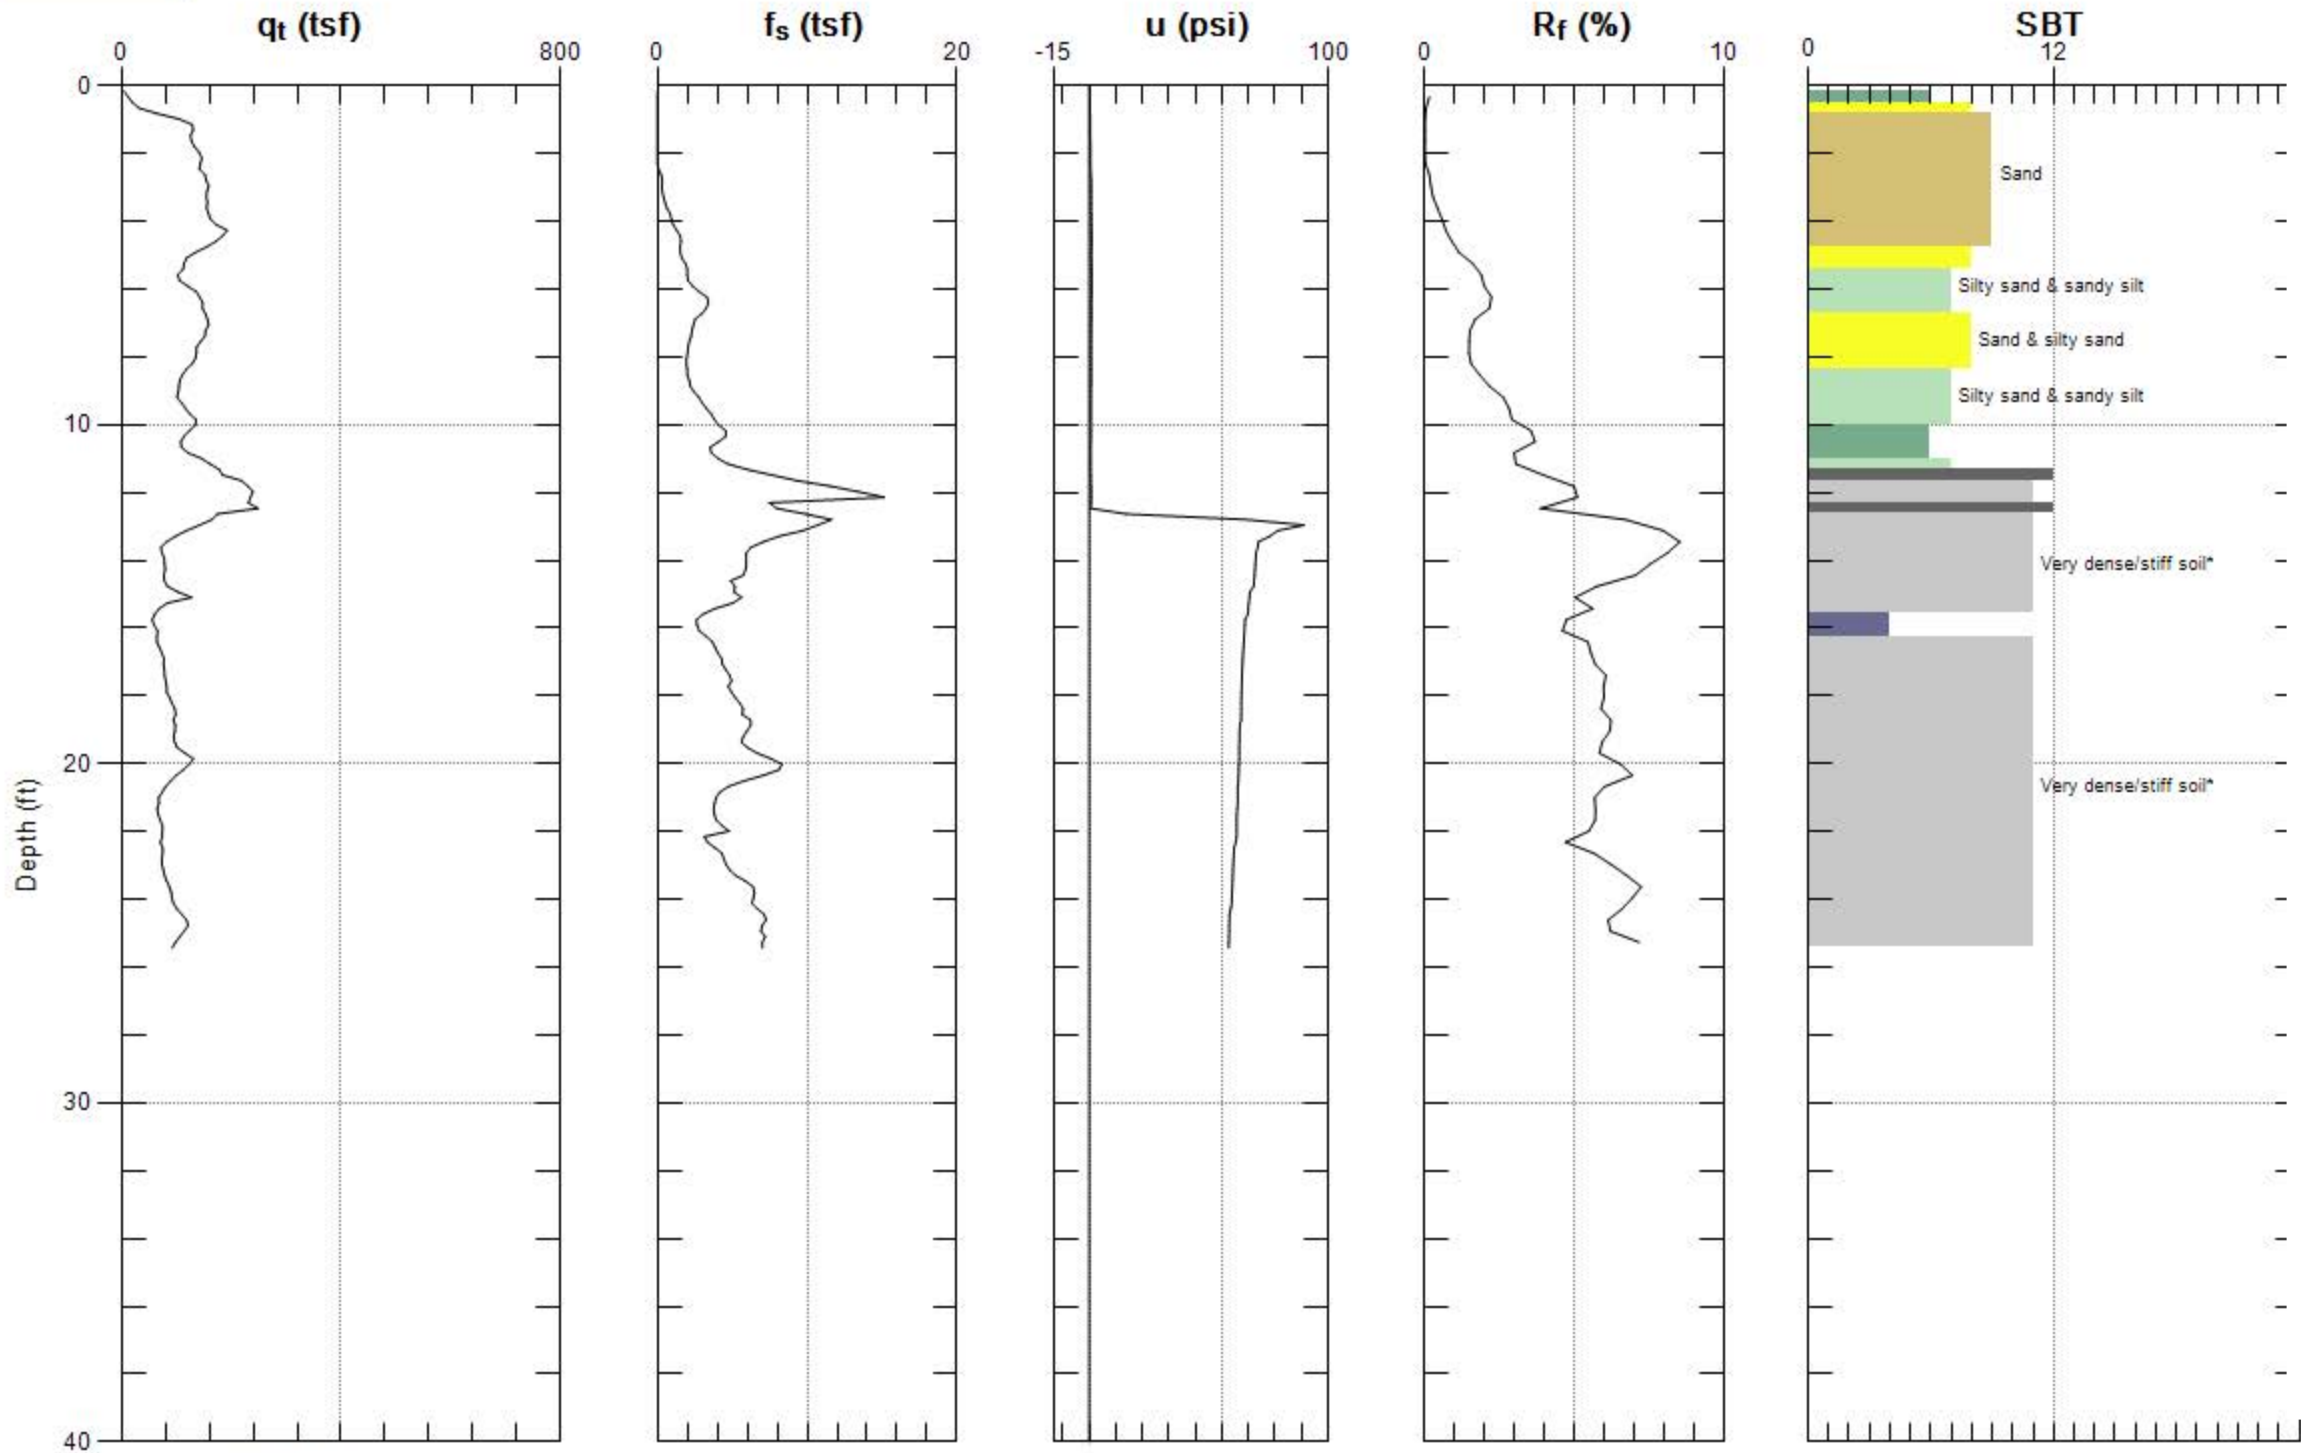 qt (tsf) fs (tsf) u (psi) Rf (%) SBT
0 800 0 20 -15 100 0 10 0 12
0
Sand
Silty sand & sandy silt
Sand & silty sand
Silty sand & sandy silt
10
Very dense/stiff soil*
20
Very dense/stiff soil*
Depth (ft)
30
40